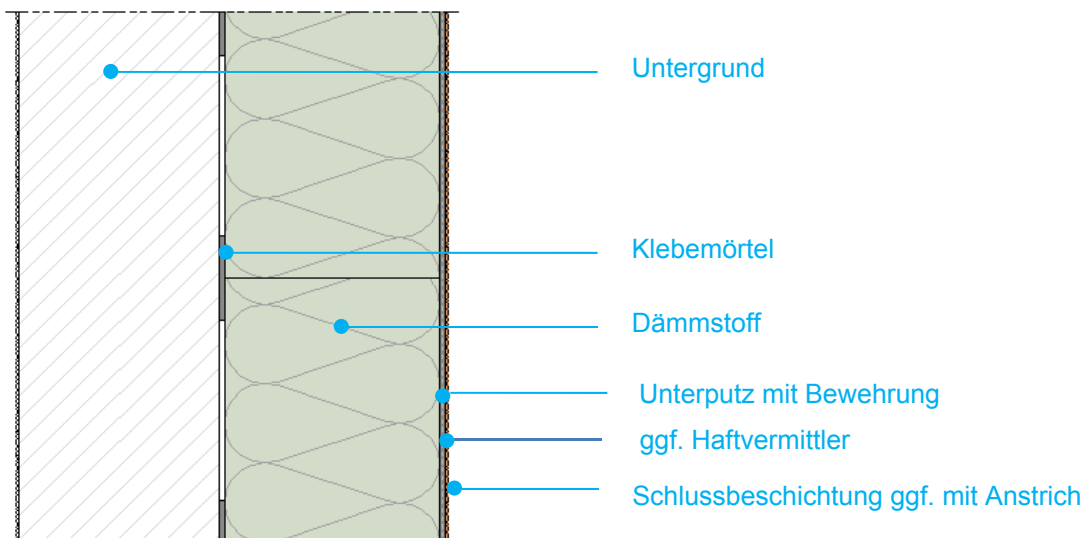 Untergrund
Klebemörtel
Dämmstoff
Unterputz mit Bewehrung
ggf. Haftvermittler
Schlussbeschichtung ggf. mit Anstrich